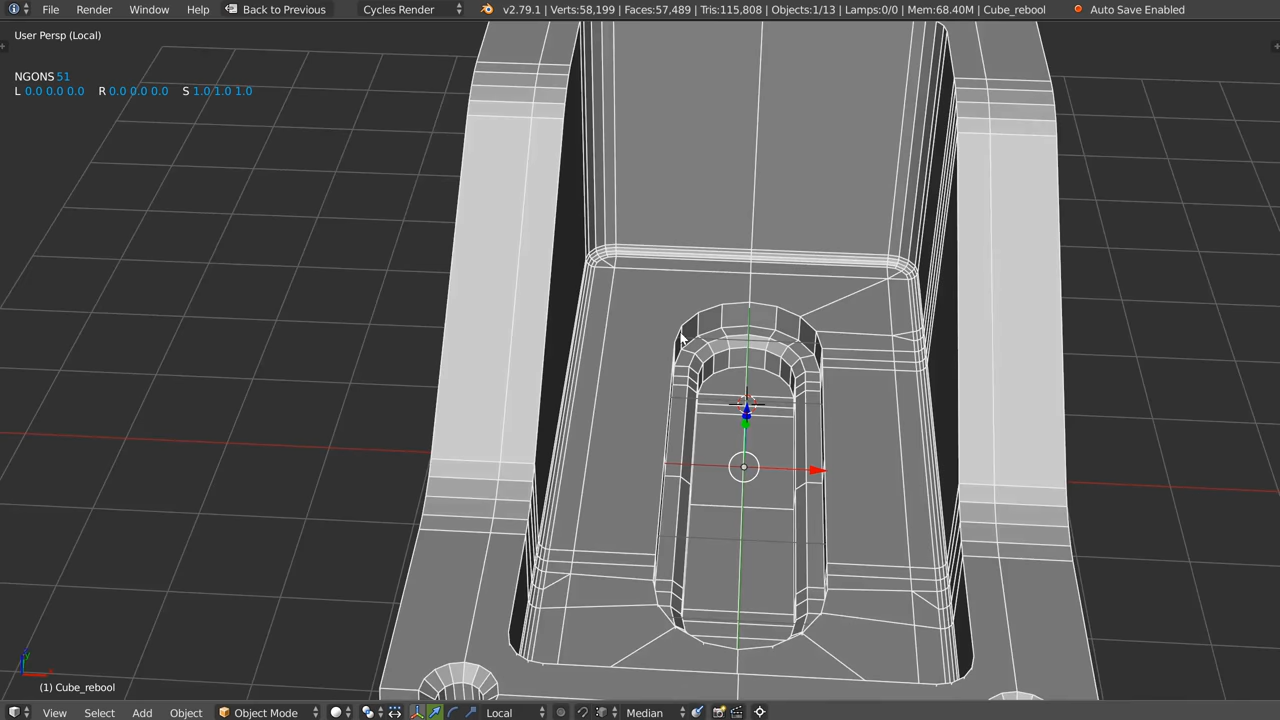 File Render Window Help Back to Previous Cycles Render v2.79.1 | Verts:58,199 | Faces:57,489 | Tris:115,808 | Objects:1/13 | Lamps:0/0 | Mem:68.40M | Cube_rebool Auto Save Enabled
User Persp (Local)
NGONS 51
L 0.0 0.0 0.0 R 0.0 0.0 0.0 S 1.0 1.0 1.0
(1) Cube_rebool
View Select Add Object Object Mode Local Median